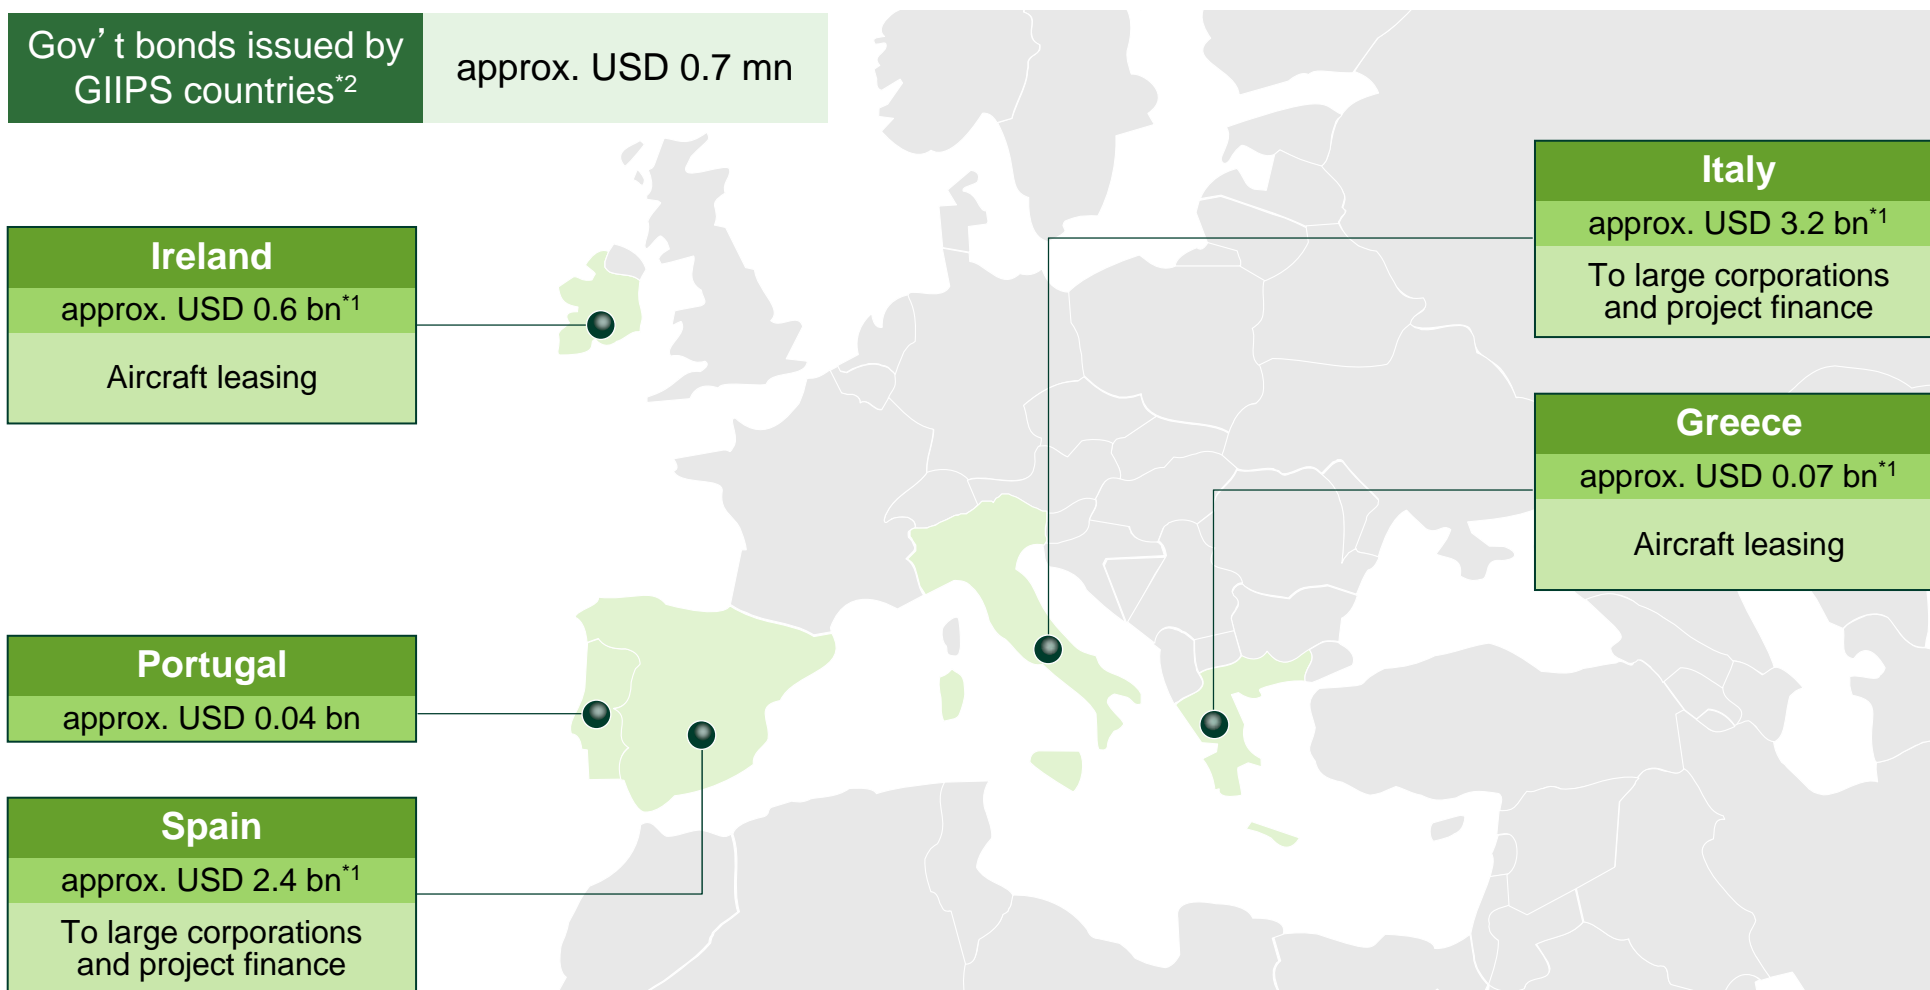 Gov’t bonds issued by
GIIPS countries*2
approx. USD 0.7 mn
Ireland
approx. USD 0.6 bn*1
Aircraft leasing
Portugal
approx. USD 0.04 bn
Spain
approx. USD 2.4 bn*1
To large corporations
and project finance
Italy
approx. USD 3.2 bn*1
To large corporations
and project finance
Greece
approx. USD 0.07 bn*1
Aircraft leasing